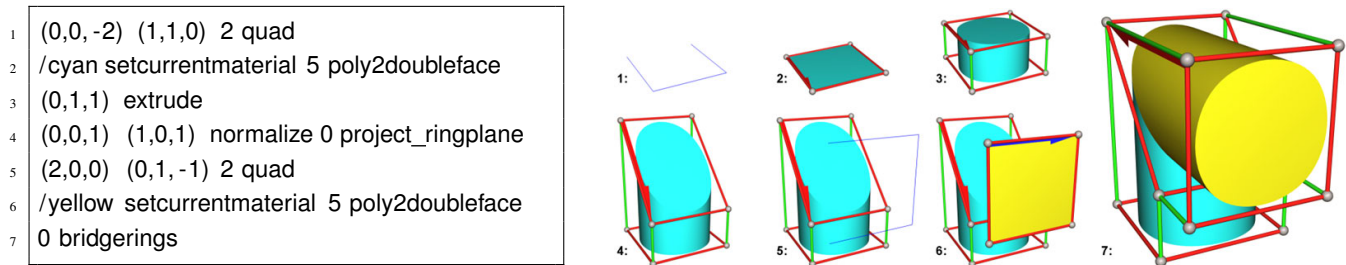 1 (0,0,-2) (1,1,0) 2 quad
2 /cyan setcurrentmaterial 5 poly2doubleface
3 (0,1,1) extrude
4 (0,0,1) (1,0,1) normalize 0 project_ringplane
5 (2,0,0) (0,1,-1) 2 quad
6 /yellow setcurrentmaterial 5 poly2doubleface
7 0 bridgerings
1: 2: 3:
4: 5: 6: 7: